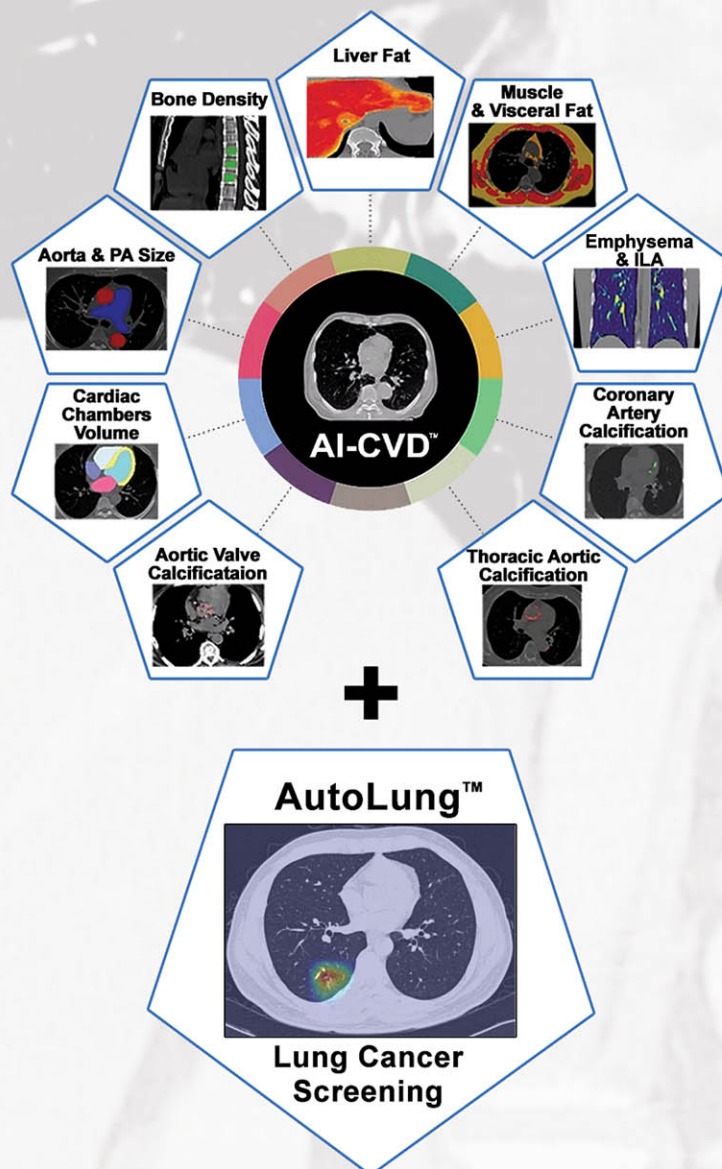 Liver Fat
Bone Density
Muscle
& Visceral Fat
Aorta & PA Size
Emphysema
& ILA
Cardiac
Chambers
Volume
AI-CVD™
Coronary
Artery
Calcification
Aortic Valve
Calcificataion
Thoracic Aortic
Calcification
+
AutoLung™
Lung Cancer
Screening